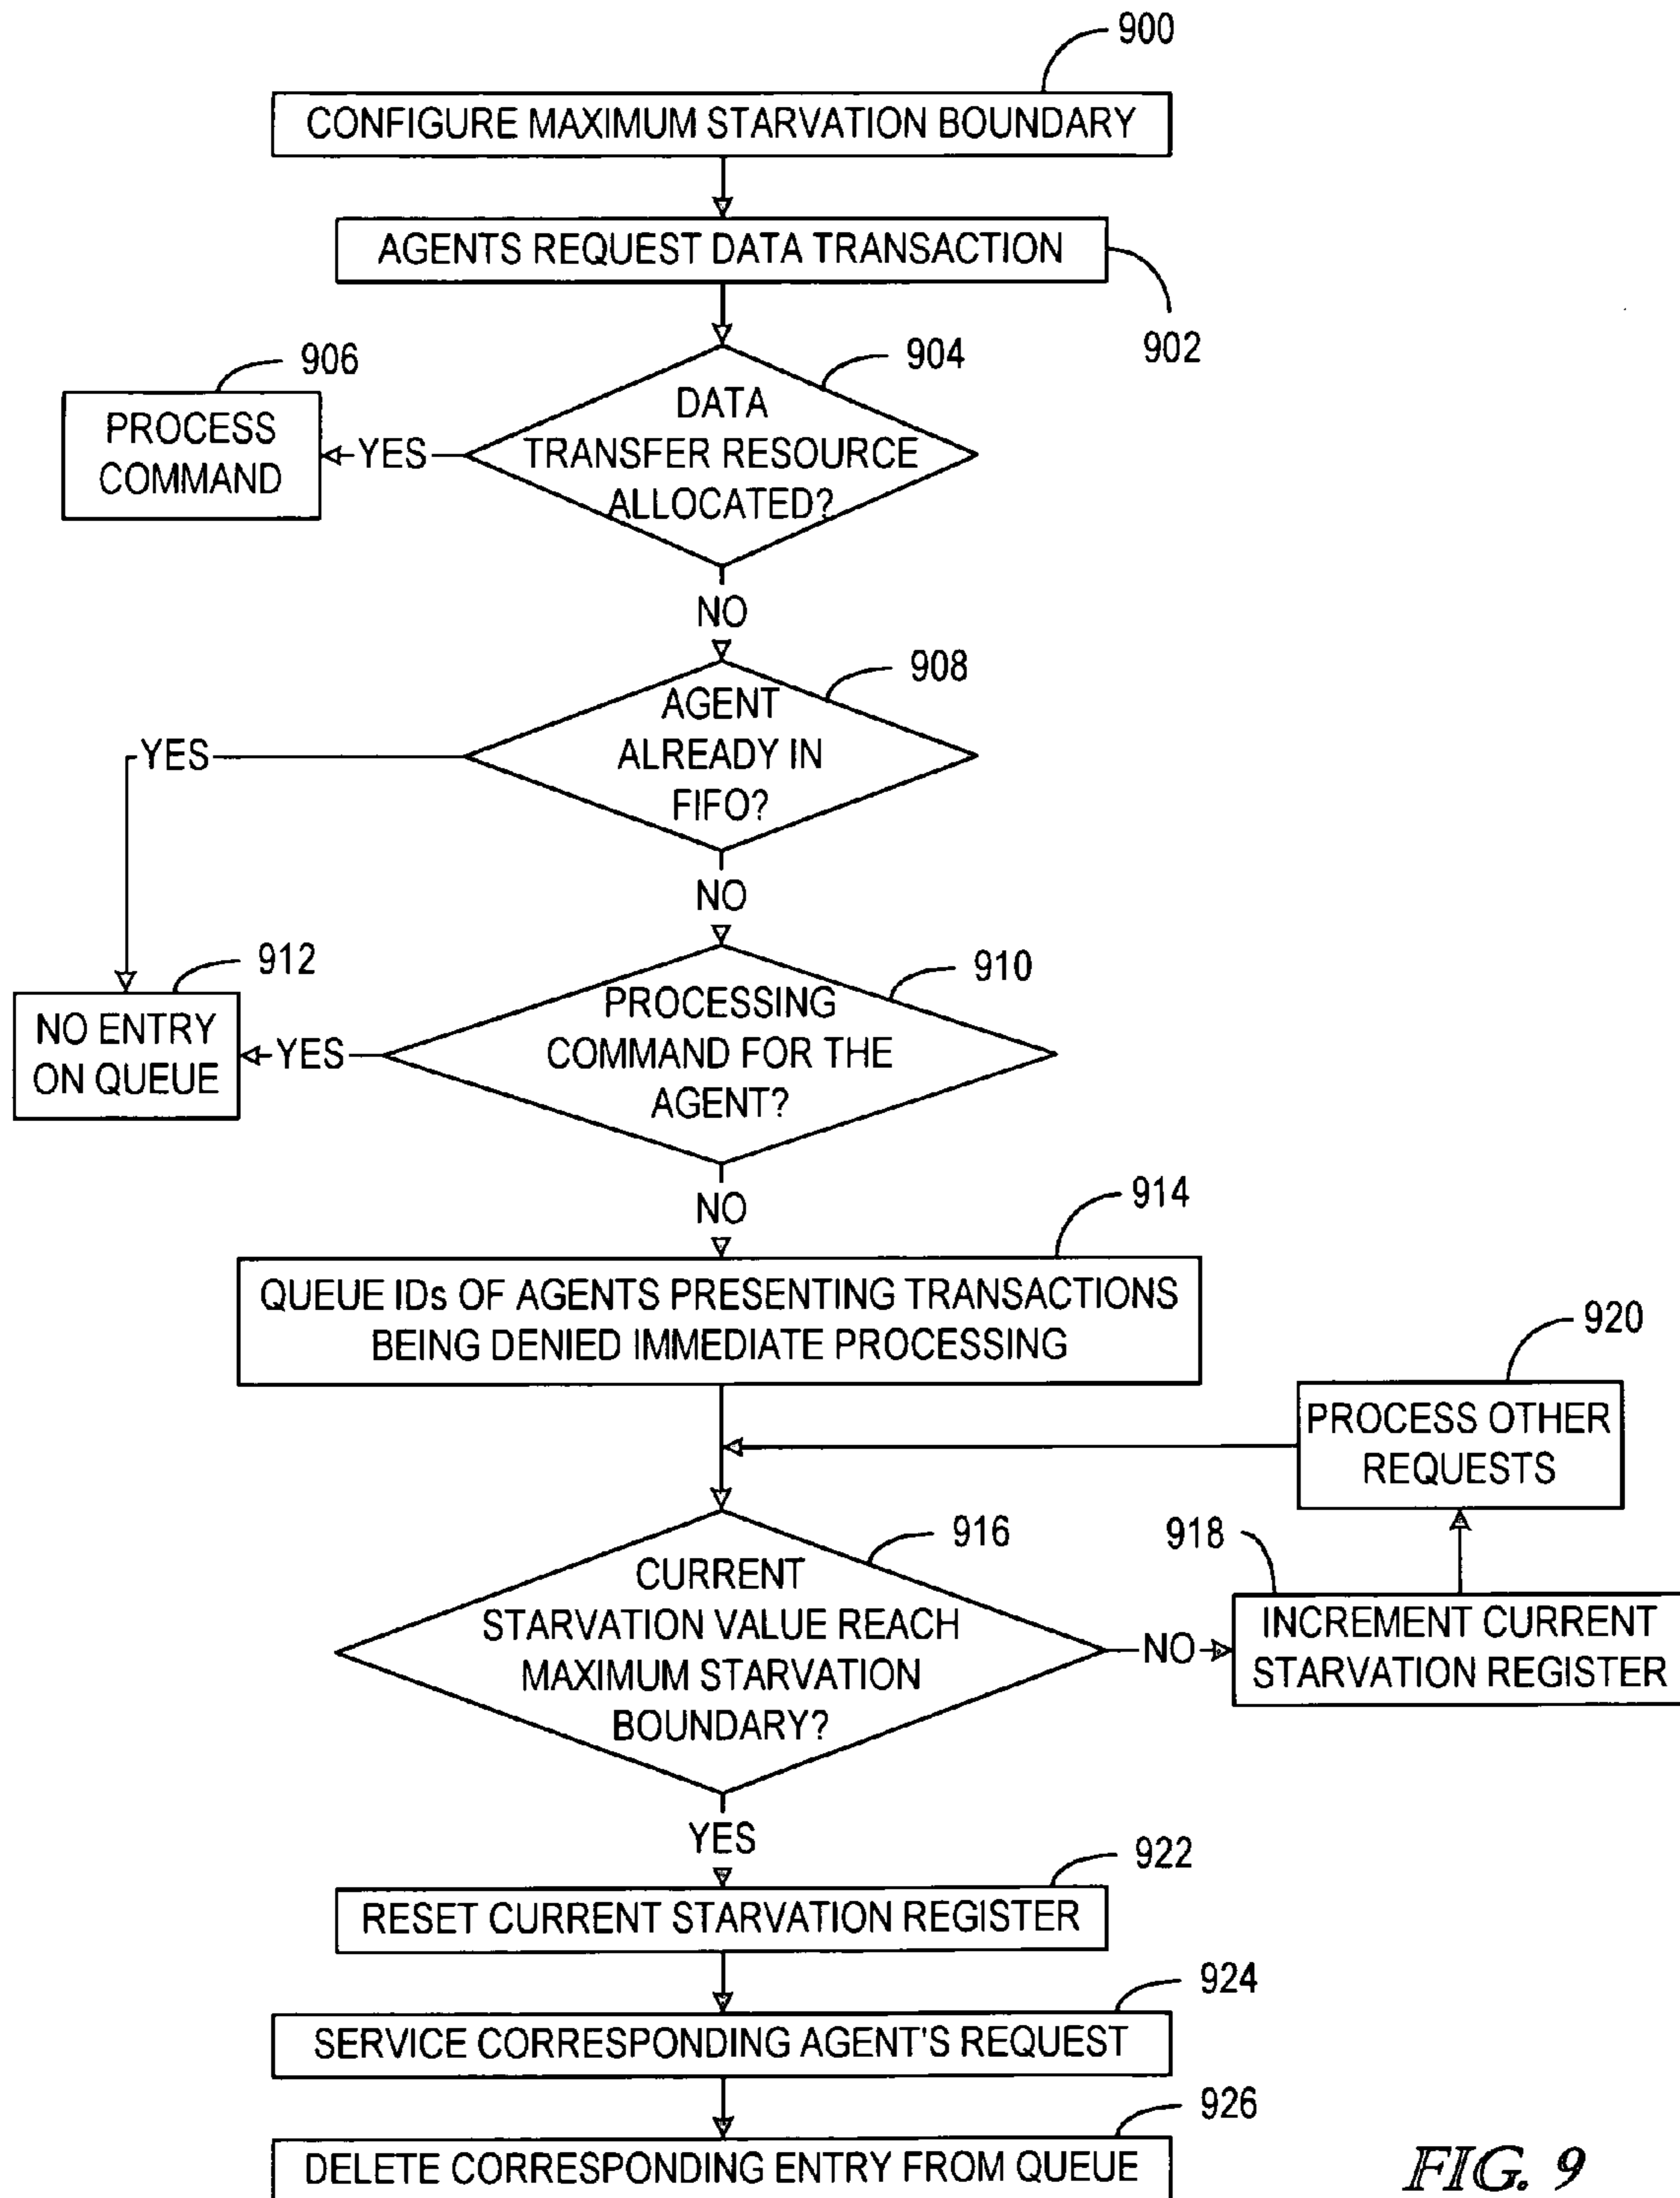 900
CONFIGURE MAXIMUM STARVATION BOUNDARY
AGENTS REQUEST DATA TRANSACTION
902
904
DATA
TRANSFER RESOURCE
ALLOCATED?
906
PROCESS
COMMAND
YES
NO
908
AGENT
ALREADY IN
FIFO?
YES
NO
910
PROCESSING
COMMAND FOR THE
AGENT?
912
NO ENTRY
ON QUEUE
YES
NO
914
QUEUE IDs OF AGENTS PRESENTING TRANSACTIONS
BEING DENIED IMMEDIATE PROCESSING
920
PROCESS OTHER
REQUESTS
916
CURRENT
STARVATION VALUE REACH
MAXIMUM STARVATION
BOUNDARY?
NO
918
INCREMENT CURRENT
STARVATION REGISTER
YES
922
RESET CURRENT STARVATION REGISTER
924
SERVICE CORRESPONDING AGENT'S REQUEST
926
DELETE CORRESPONDING ENTRY FROM QUEUE
FIG. 9